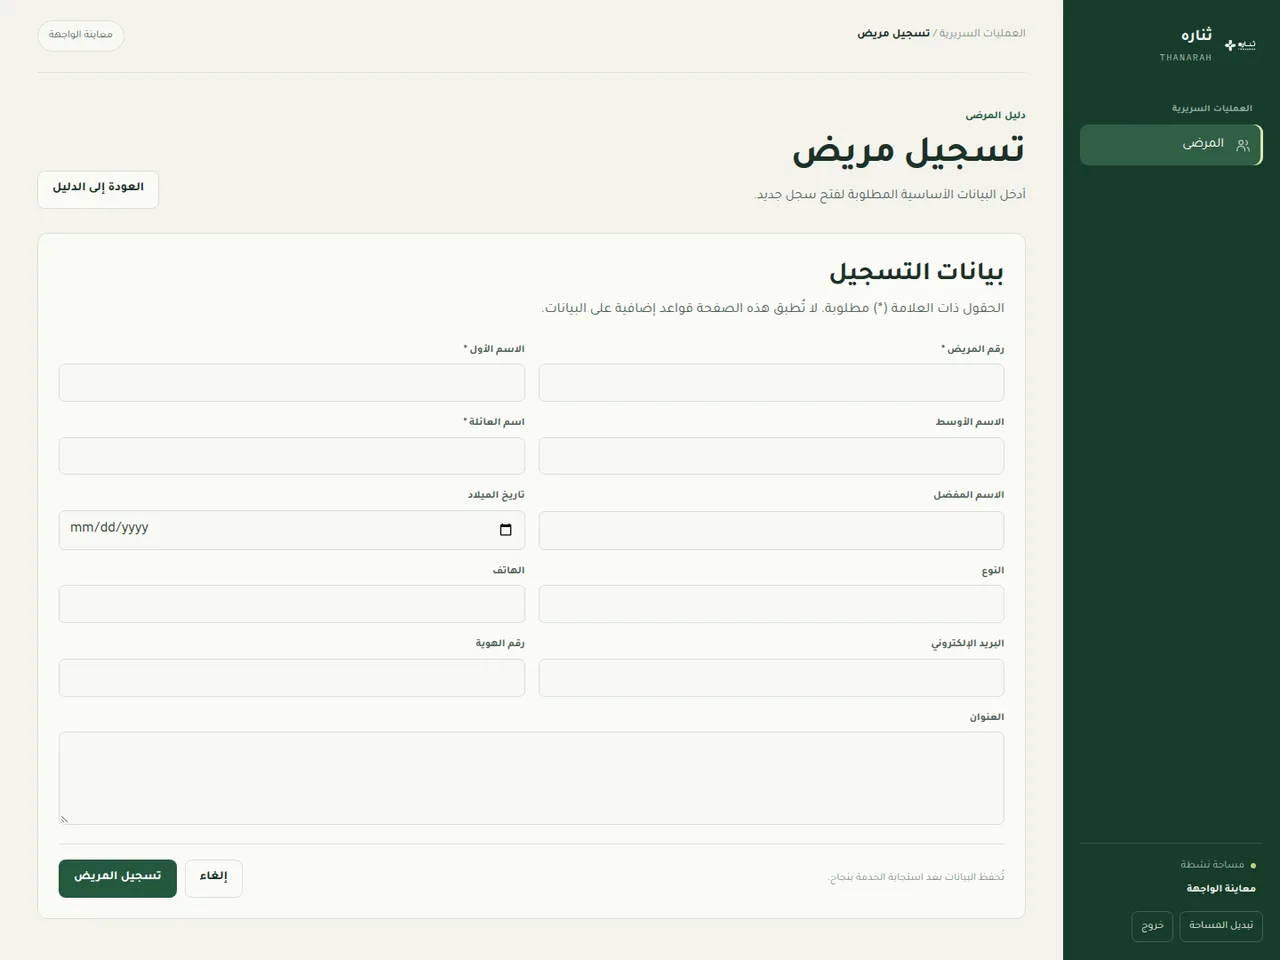 ثناره
ثناره
THANARAH
العمليات السريرية
المرضى
مساحة نشطة
معاينة الواجهة
تبديل المساحة
خروج
العمليات السريرية / تسجيل مريض
معاينة الواجهة
دليل المرضى
تسجيل مريض
أدخل البيانات الأساسية المطلوبة لفتح سجل جديد.
العودة إلى الدليل
بيانات التسجيل
الحقول ذات العلامة (*) مطلوبة. لا تُطبق هذه الصفحة قواعد إضافية على البيانات.
رقم المريض *
الاسم الأول *
الاسم الأوسط
اسم العائلة *
الاسم المفضل
تاريخ الميلاد
mm/dd/yyyy
النوع
الهاتف
البريد الإلكتروني
رقم الهوية
العنوان
تُحفظ البيانات بعد استجابة الخدمة بنجاح.
إلغاء
تسجيل المريض